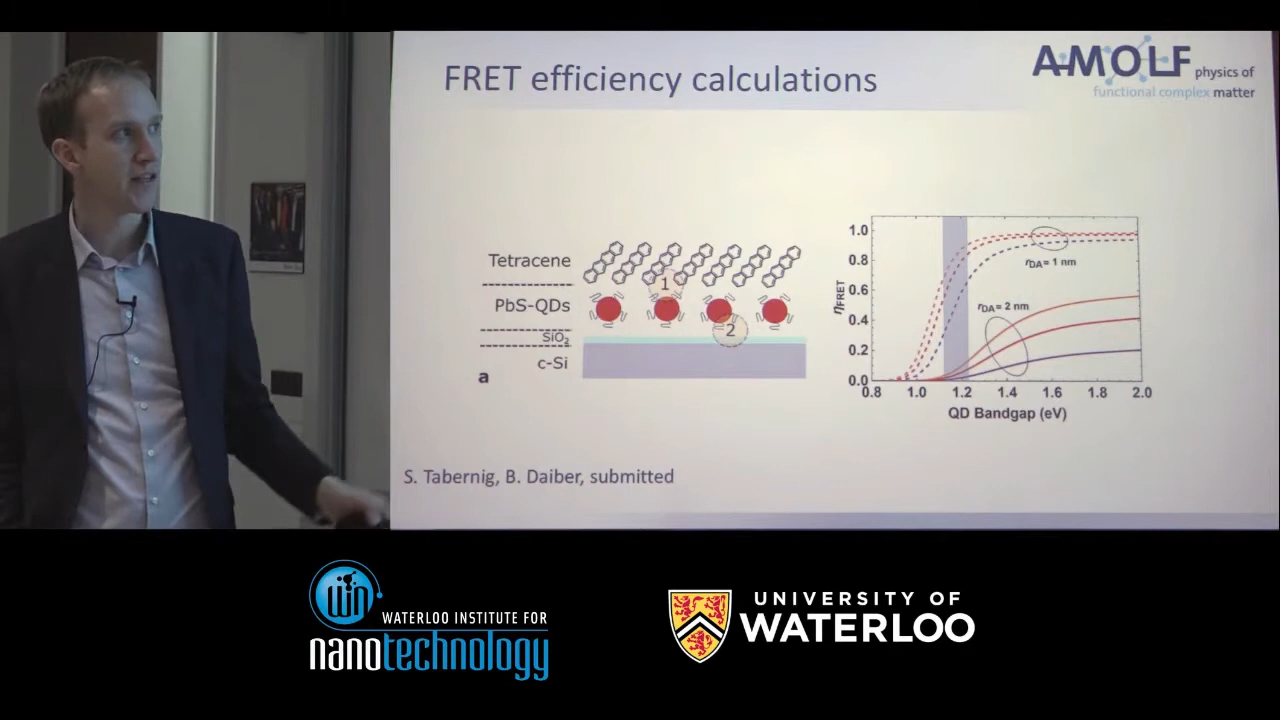 FRET efficiency calculations
A-MOLF physics of
functional complex matter
Tetracene
PbS-QDs
SiO₂
c-Si
a
1
2
1.0
0.8
0.6
0.4
0.2
0.0
ηFRET
rDA= 1 nm
rDA= 2 nm
0.8 1.0 1.2 1.4 1.6 1.8 2.0
QD Bandgap (eV)
S. Tabernig, B. Daiber, submitted
WATERLOO INSTITUTE FOR
nanotechnology
UNIVERSITY OF
WATERLOO